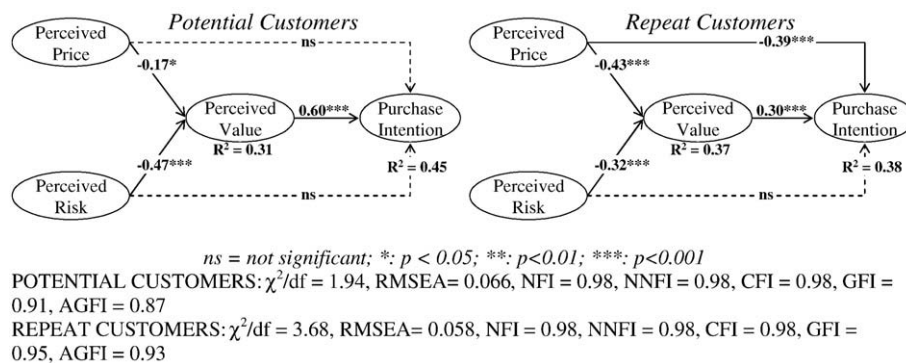 Potential Customers
Perceived
Price
ns
-0.17*
Perceived
Value
0.60***
Purchase
Intention
R² = 0.31
-0.47***
R² = 0.45
Perceived
Risk
ns
Repeat Customers
Perceived
Price
-0.39***
-0.43***
Perceived
Value
0.30***
Purchase
Intention
R² = 0.37
-0.32***
R² = 0.38
Perceived
Risk
ns
ns = not significant; *: p < 0.05; **: p<0.01; ***: p<0.001
POTENTIAL CUSTOMERS: χ²/df = 1.94, RMSEA= 0.066, NFI = 0.98, NNFI = 0.98, CFI = 0.98, GFI =
0.91, AGFI = 0.87
REPEAT CUSTOMERS: χ²/df = 3.68, RMSEA= 0.058, NFI = 0.98, NNFI = 0.98, CFI = 0.98, GFI =
0.95, AGFI = 0.93